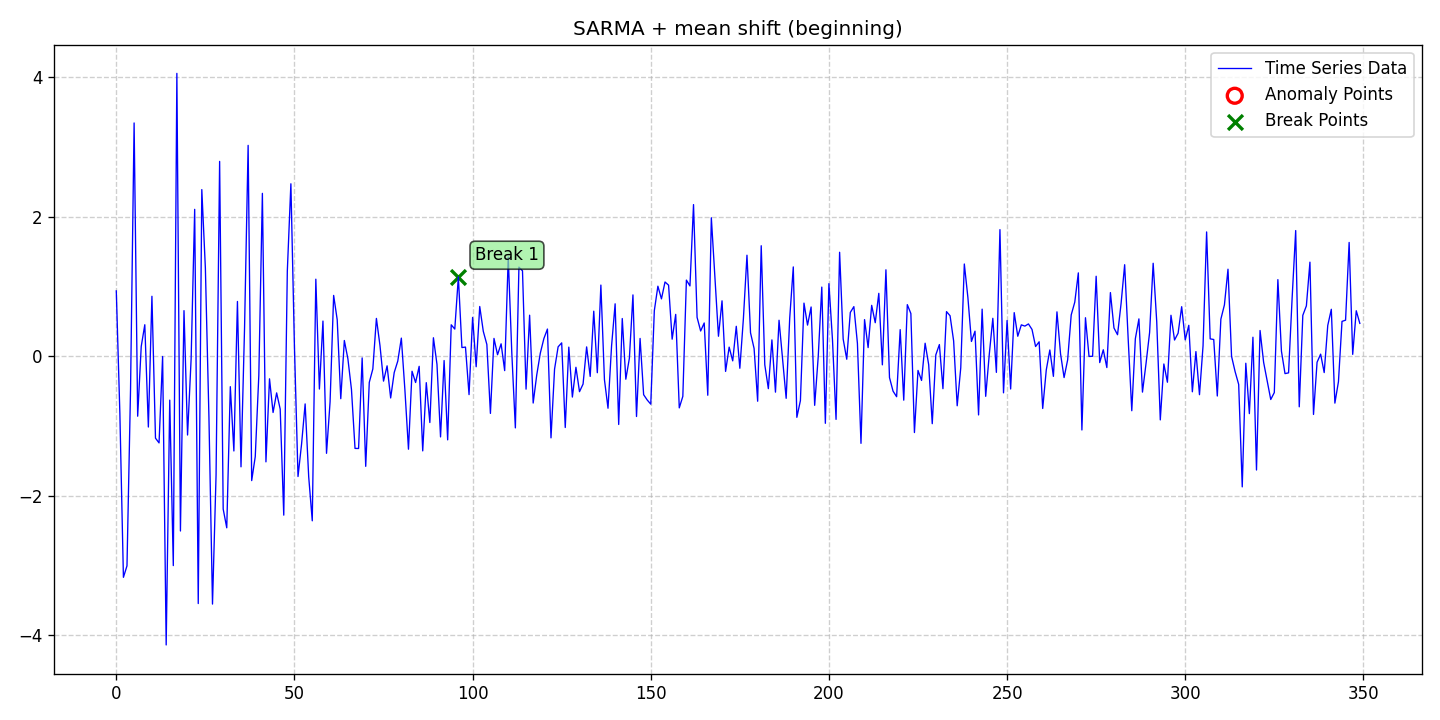 SARMA + mean shift (beginning)
Time Series Data
Anomaly Points
Break Points
Break 1
4
2
0
−2
−4
0 50 100 150 200 250 300 350